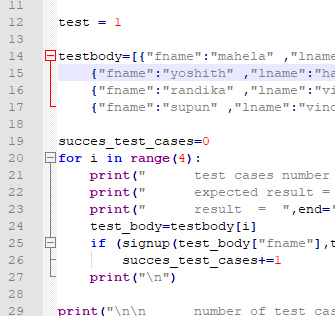 11
12 test = 1
13
14 testbody=[{"fname":"mahela" ,"lname
15 {"fname":"yoshith" ,"lname":"ha
16 {"fname":"randika" ,"lname":"vi
17 {"fname":"supun" ,"lname":"vind
18
19 succes_test_cases=0
20 for i in range(4):
21 print(" test cases number
22 print(" expected result =
23 print(" result = ",end="
24 test_body=testbody[i]
25 if (signup(test_body["fname"],t
26 succes_test_cases+=1
27 print("\n")
28
29 print("\n\n number of test cas